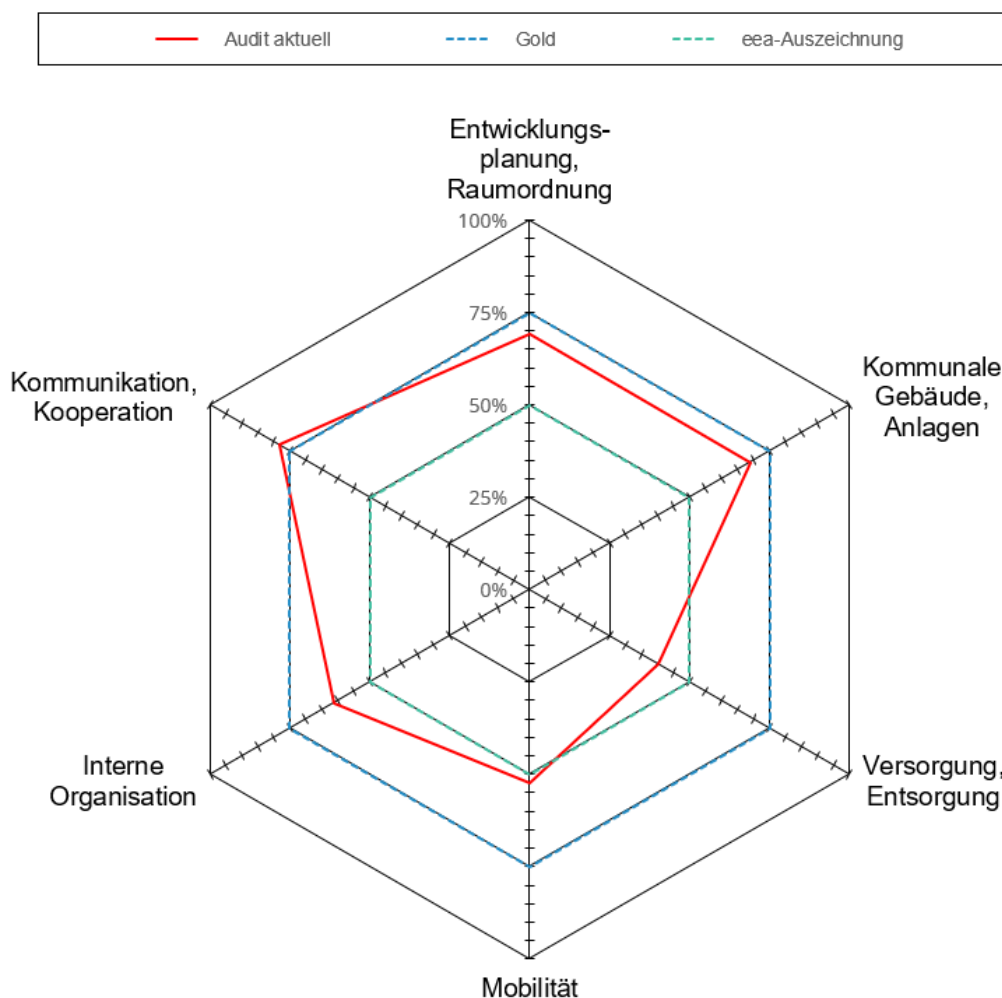 Audit aktuell
Gold
eea-Auszeichnung
Entwicklungs-
planung,
Raumordnung
100%
75%
50%
25%
0%
Kommunale
Gebäude,
Anlagen
Versorgung,
Entsorgung
Mobilität
Interne
Organisation
Kommunikation,
Kooperation